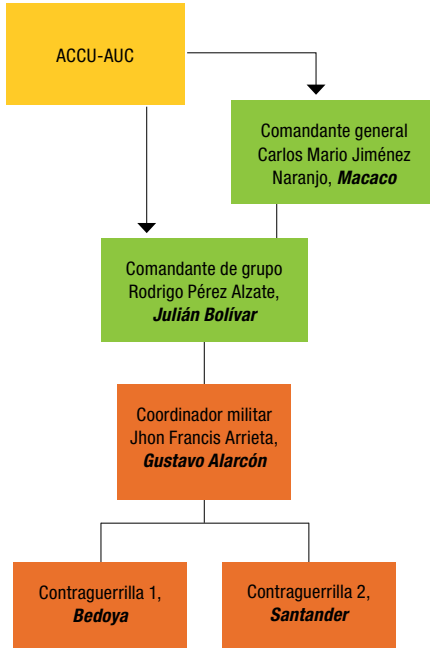 ACCU-AUC
Comandante general
Carlos Mario Jiménez
Naranjo, Macaco
Comandante de grupo
Rodrigo Pérez Alzate,
Julián Bolívar
Coordinador militar
Jhon Francis Arrieta,
Gustavo Alarcón
Contraguerrilla 1,
Bedoya
Contraguerrilla 2,
Santander